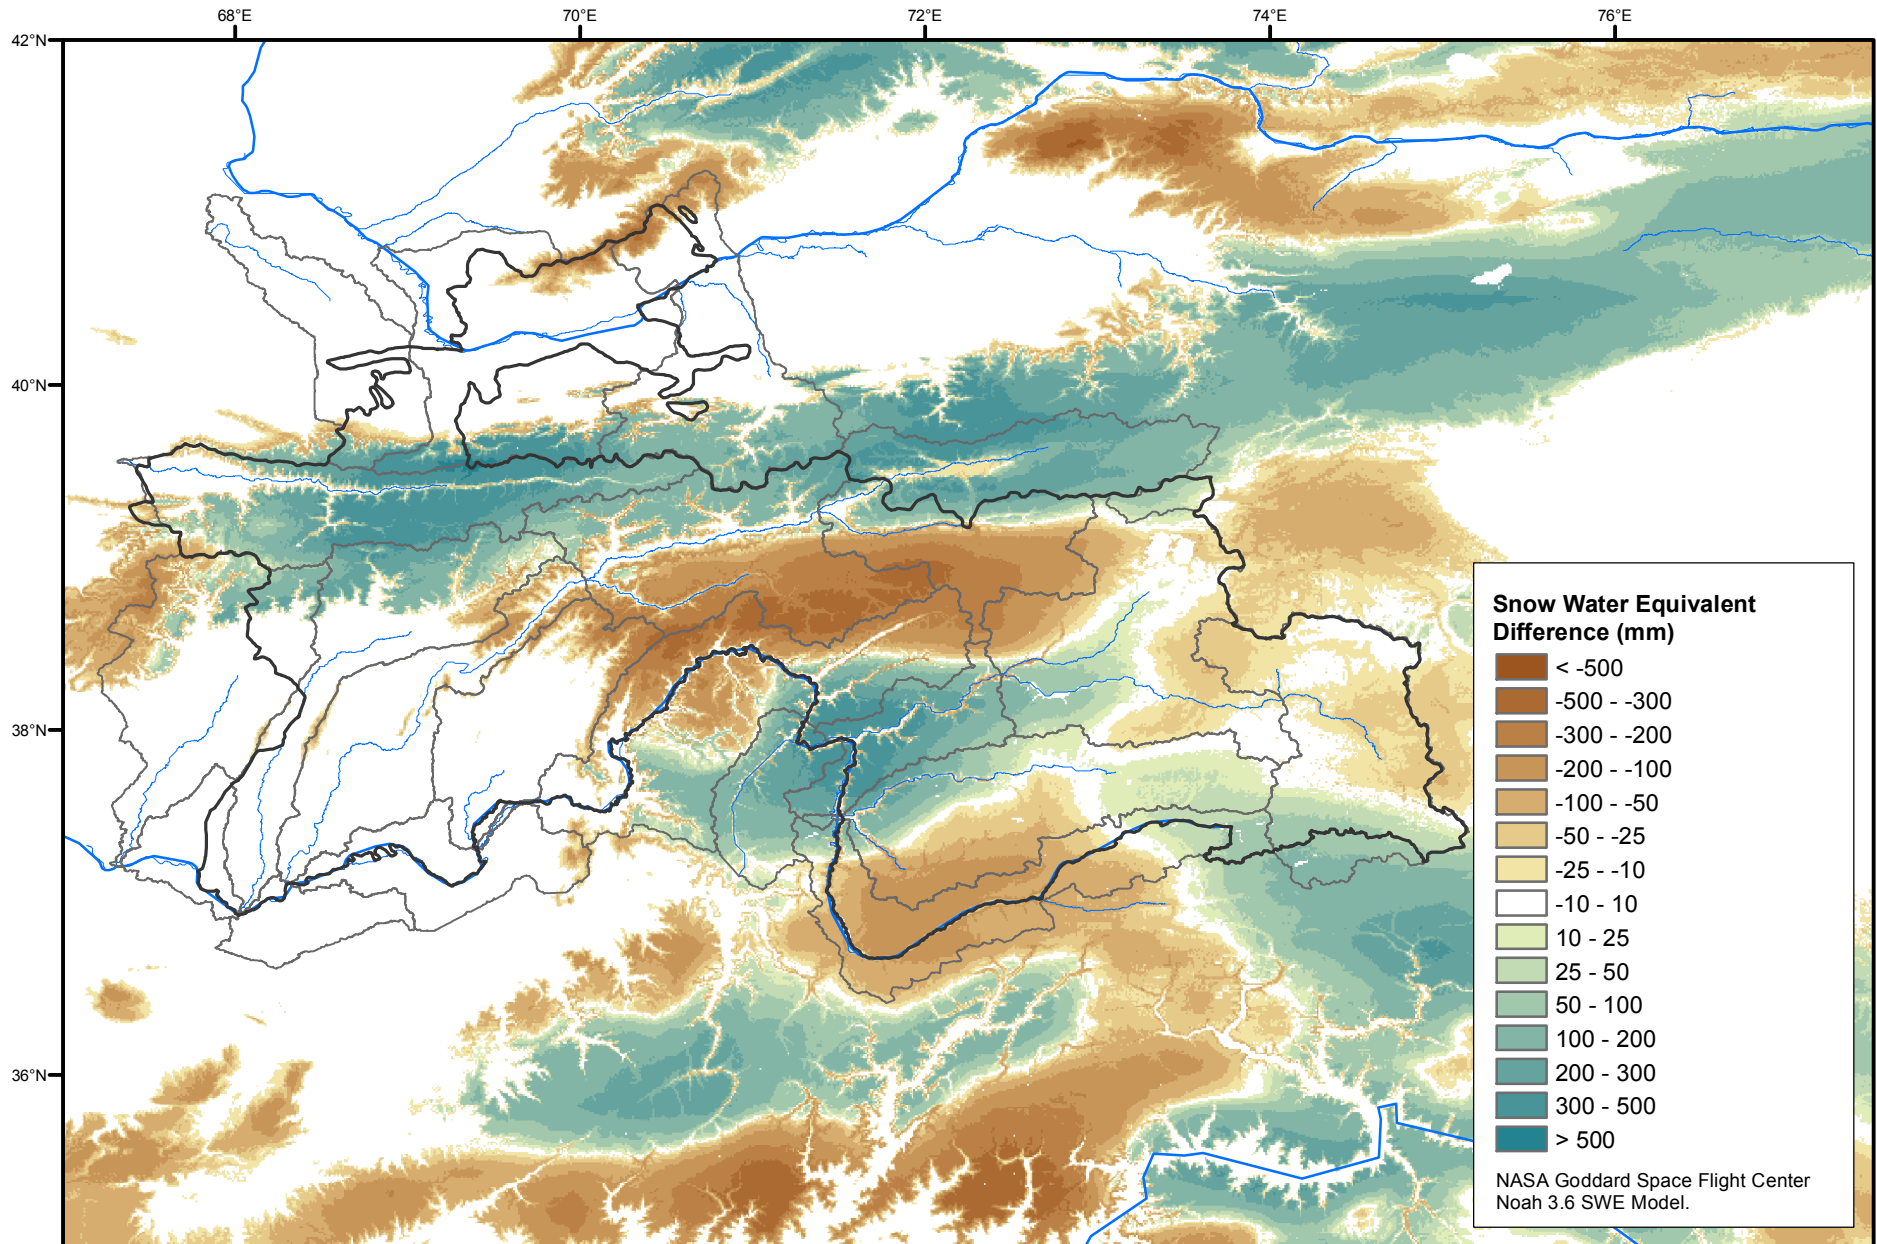 68°E
70°E
72°E
74°E
76°E
42°N
40°N
38°N
36°N
Snow Water Equivalent
Difference (mm)
< -500
-500 - -300
-300 - -200
-200 - -100
-100 - -50
-50 - -25
-25 - -10
-10 - 10
10 - 25
25 - 50
50 - 100
100 - 200
200 - 300
300 - 500
> 500
NASA Goddard Space Flight Center
Noah 3.6 SWE Model.